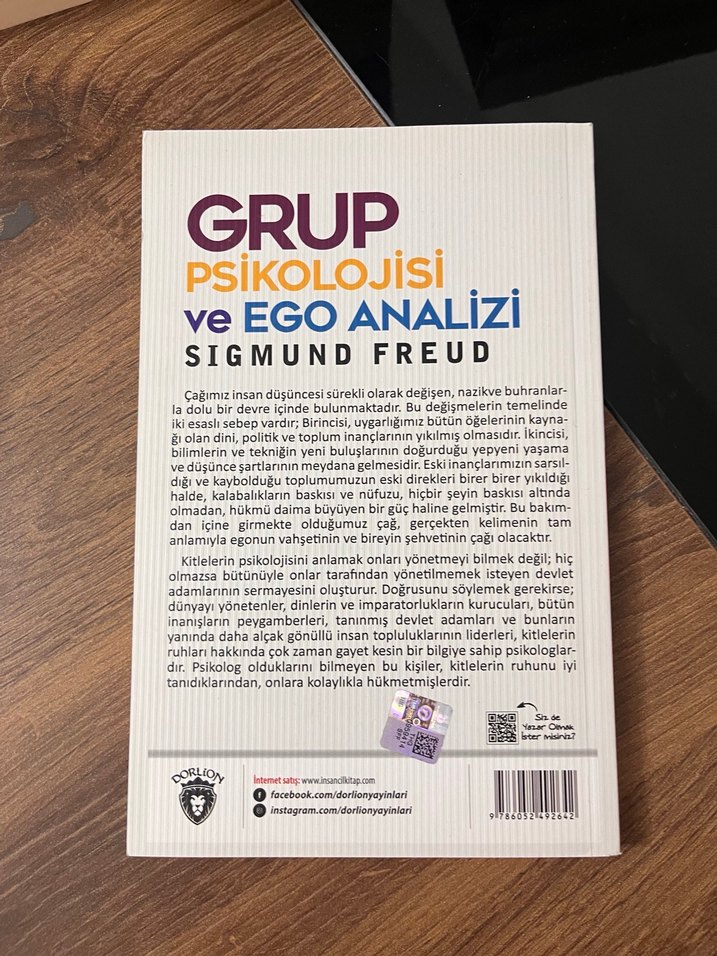 GRUP
PSİKOLOJİSİ
ve EGO ANALİZİ
SIGMUND FREUD
Çağımız insan düşüncesi sürekli olarak değişen, nazikve buhranlar-
la dolu bir devre içinde bulunmaktadır. Bu değişmelerin temelinde
iki esaslı sebep vardır; Birincisi, uygarlığımız bütün öğelerinin kayna-
ğı olan dini, politik ve toplum inançlarının yıkılmış olmasıdır. İkincisi,
bilimlerin ve tekniğin yeni buluşlarının doğurduğu yepyeni yaşama
ve düşünce şartlarının meydana gelmesidir. Eski inançlarımızın sarsıl-
dığı ve kaybolduğu toplumumuzun eski direkleri birer birer yıkıldığı
halde, kalabalıkların baskısı ve nüfuzu, hiçbir şeyin baskısı altında
olmadan, hükmü daima büyüyen bir güç haline gelmiştir. Bu bakım-
dan içine girmekte olduğumuz çağ, gerçekten kelimenin tam
anlamıyla egonun vahşetinin ve bireyin şehvetinin çağı olacaktır.
Kitlelerin psikolojisini anlamak onları yönetmeyi bilmek değil; hiç
olmazsa bütünüyle onlar tarafından yönetilmemek isteyen devlet
adamlarının sermayesini oluşturur. Doğrusunu söylemek gerekirse;
dünyayı yönetenler, dinlerin ve imparatorlukların kurucuları, bütün
inanışların peygamberleri, tanınmış devlet adamları ve bunların
yanında daha alçak gönüllü insan topluluklarının liderleri, kitlelerin
ruhları hakkında çok zaman gayet kesin bir bilgiye sahip psikologlar-
dır. Psikolog olduklarını bilmeyen bu kişiler, kitlelerin ruhunu iyi
tanıdıklarından, onlara kolaylıkla hükmetmişlerdir.
Siz de
Yazar Olmak
İster misiniz?
DORLİON
İnternet satış: www.insancilkitap.com
facebook.com/dorlionyayinlari
instagram.com/dorlionyayinlari
9 786052 492642